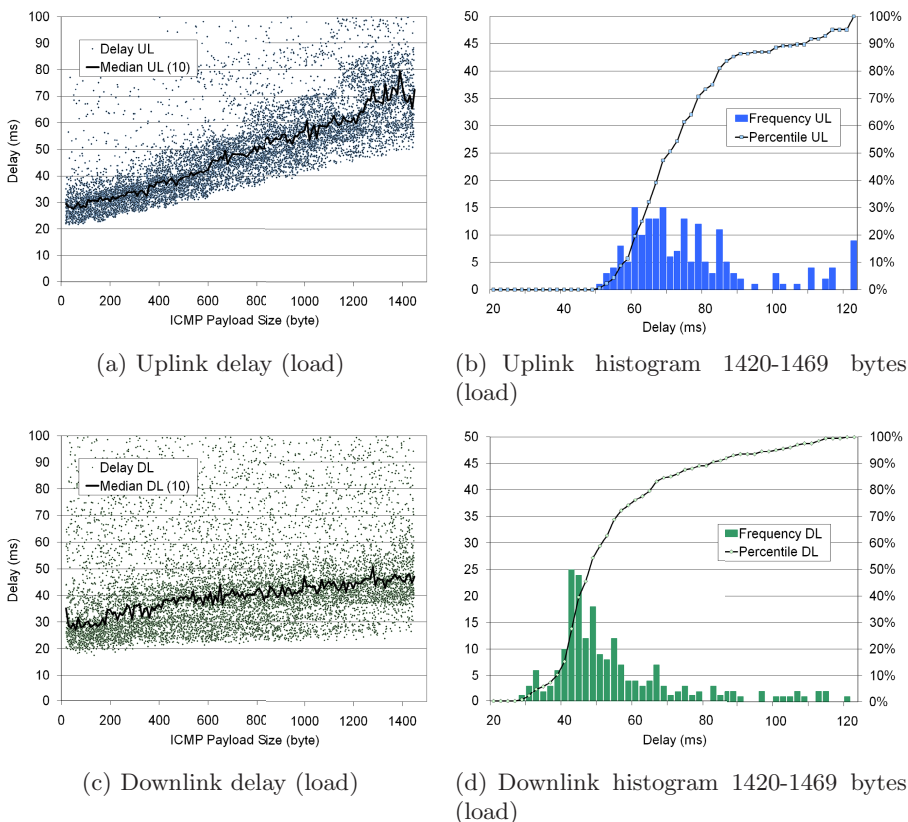 100
90
80
70
60
50
40
30
20
10
0
Delay (ms)
Delay UL
Median UL (10)
0 200 400 600 800 1000 1200 1400
ICMP Payload Size (byte)
(a) Uplink delay (load)
50
45
40
35
30
25
20
15
10
5
0
100%
90%
80%
70%
60%
50%
40%
30%
20%
10%
0%
Frequency UL
Percentile UL
20 40 60 80 100 120
Delay (ms)
(b) Uplink histogram 1420-1469 bytes
(load)
100
90
80
70
60
50
40
30
20
10
0
Delay (ms)
Delay DL
Median DL (10)
0 200 400 600 800 1000 1200 1400
ICMP Payload Size (byte)
(c) Downlink delay (load)
50
45
40
35
30
25
20
15
10
5
0
100%
90%
80%
70%
60%
50%
40%
30%
20%
10%
0%
Frequency DL
Percentile DL
20 40 60 80 100 120
Delay (ms)
(d) Downlink histogram 1420-1469 bytes
(load)